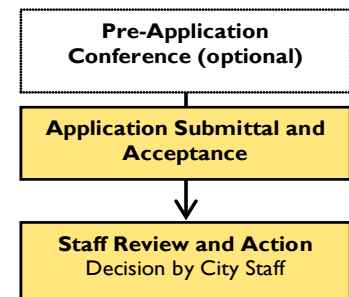 Pre-Application
Conference (optional)
Application Submittal and
Acceptance
Staff Review and Action
Decision by City Staff